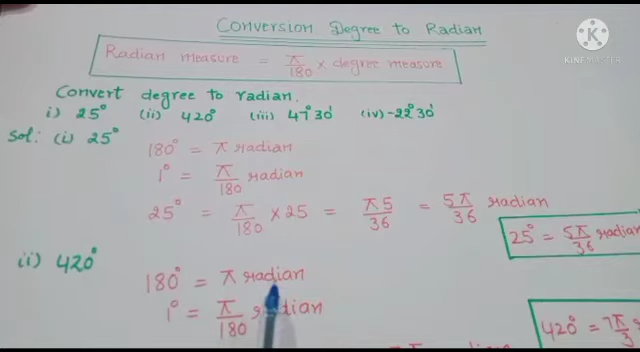 Conversion Degree to Radian
Radian measure = π/180 × degree measure
K
KINEMASTER
Convert degree to radian.
i) 25° (ii) 420° (iii) 47°30' (iv) -22°30'
Sol: (i) 25°
180° = π radian
1° = π/180 radian
25° = π/180 × 25 = π5/36 = 5π/36 radian
25° = 5π/36 radian
ii) 420°
180° = π radian
1° = π/180 radian
420° = 7π/3